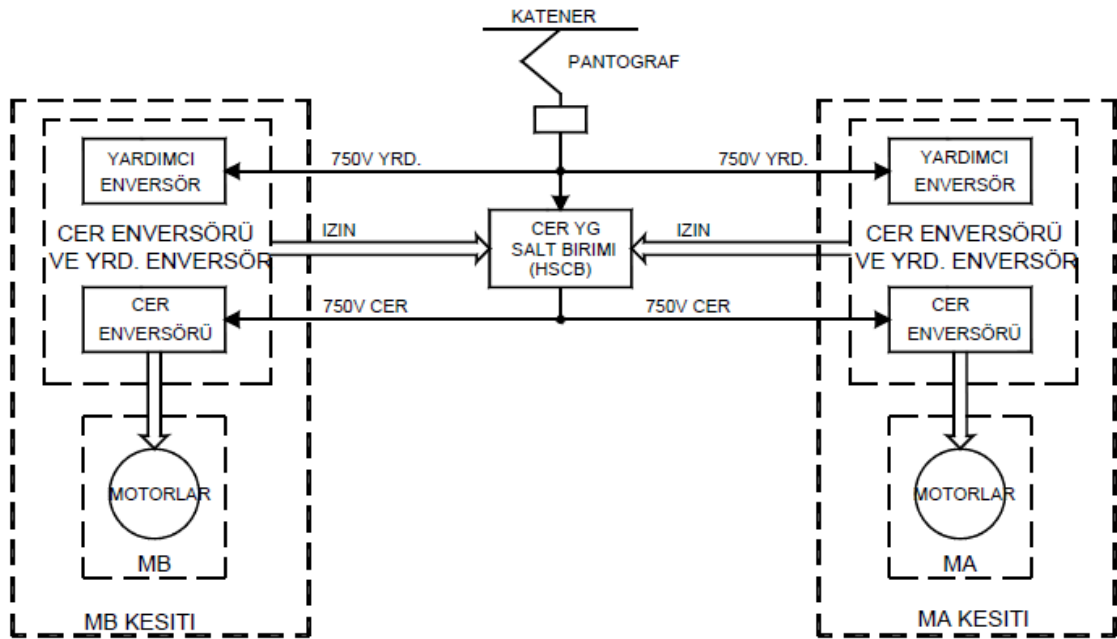 KATENER
PANTOGRAF
YARDIMCI
ENVERSÖR
750V YRD.
750V YRD.
YARDIMCI
ENVERSÖR
CER ENVERSÖRÜ
VE YRD. ENVERSÖR
IZIN
CER YG
SALT BIRIMI
(HSCB)
IZIN
CER ENVERSÖRÜ
VE YRD. ENVERSÖR
CER
ENVERSÖRÜ
750V CER
750V CER
CER
ENVERSÖRÜ
MOTORLAR
MB
MB KESITI
MOTORLAR
MA
MA KESITI